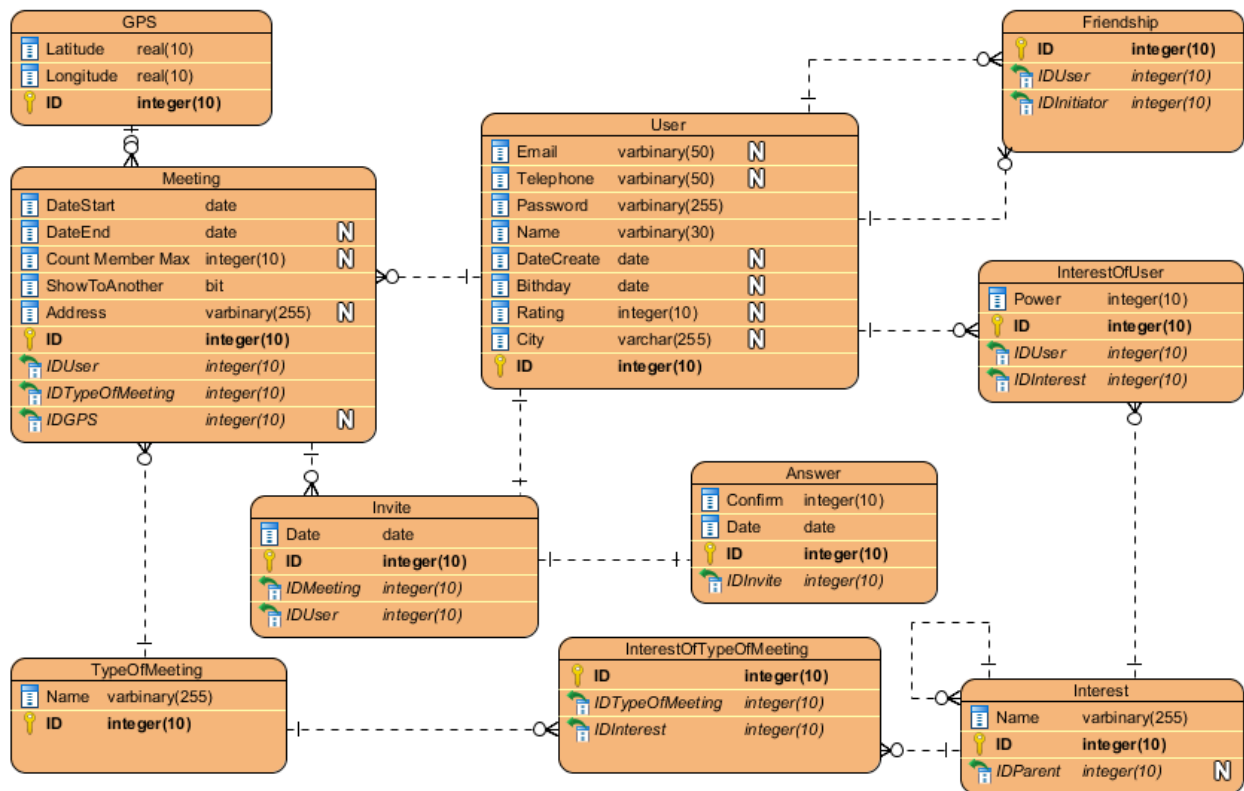 GPS
Latitude real(10)
Longitude real(10)
ID integer(10)
Meeting
DateStart date
DateEnd date N
Count Member Max integer(10) N
ShowToAnother bit
Address varbinary(255) N
ID integer(10)
IDUser integer(10)
IDTypeOfMeeting integer(10)
IDGPS integer(10) N
User
Email varbinary(50) N
Telephone varbinary(50) N
Password varbinary(255)
Name varbinary(30)
DateCreate date N
Bithday date N
Rating integer(10) N
City varchar(255) N
ID integer(10)
Friendship
ID integer(10)
IDUser integer(10)
IDInitiator integer(10)
InterestOfUser
Power integer(10)
ID integer(10)
IDUser integer(10)
IDInterest integer(10)
Invite
Date date
ID integer(10)
IDMeeting integer(10)
IDUser integer(10)
Answer
Confirm integer(10)
Date date
ID integer(10)
IDInvite integer(10)
TypeOfMeeting
Name varbinary(255)
ID integer(10)
InterestOfTypeOfMeeting
ID integer(10)
IDTypeOfMeeting integer(10)
IDInterest integer(10)
Interest
Name varbinary(255)
ID integer(10)
IDParent integer(10) N